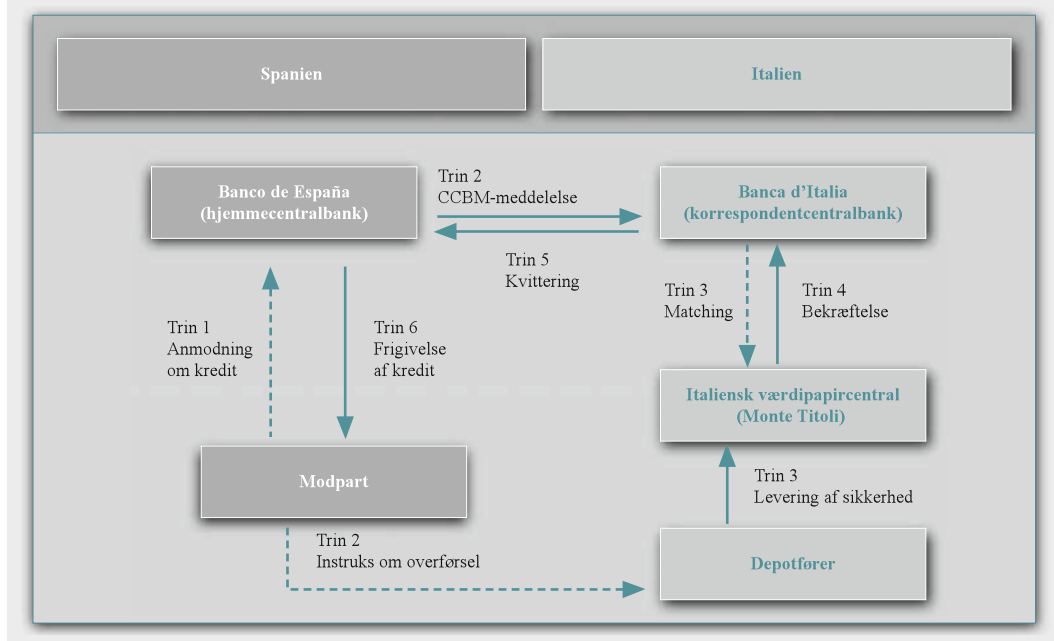 Spanien
Italien
Banco de España
(hjemmecentralbank)
Trin 2
CCBM-meddelelse
Banca d’Italia
(korrespondentcentralbank)
Trin 5
Kvittering
Trin 1
Anmodning
om kredit
Trin 6
Frigivelse
af kredit
Trin 3
Matching
Trin 4
Bekræftelse
Italiensk værdipapircentral
(Monte Titoli)
Modpart
Trin 3
Levering af sikkerhed
Trin 2
Instruks om overførsel
Depotfører